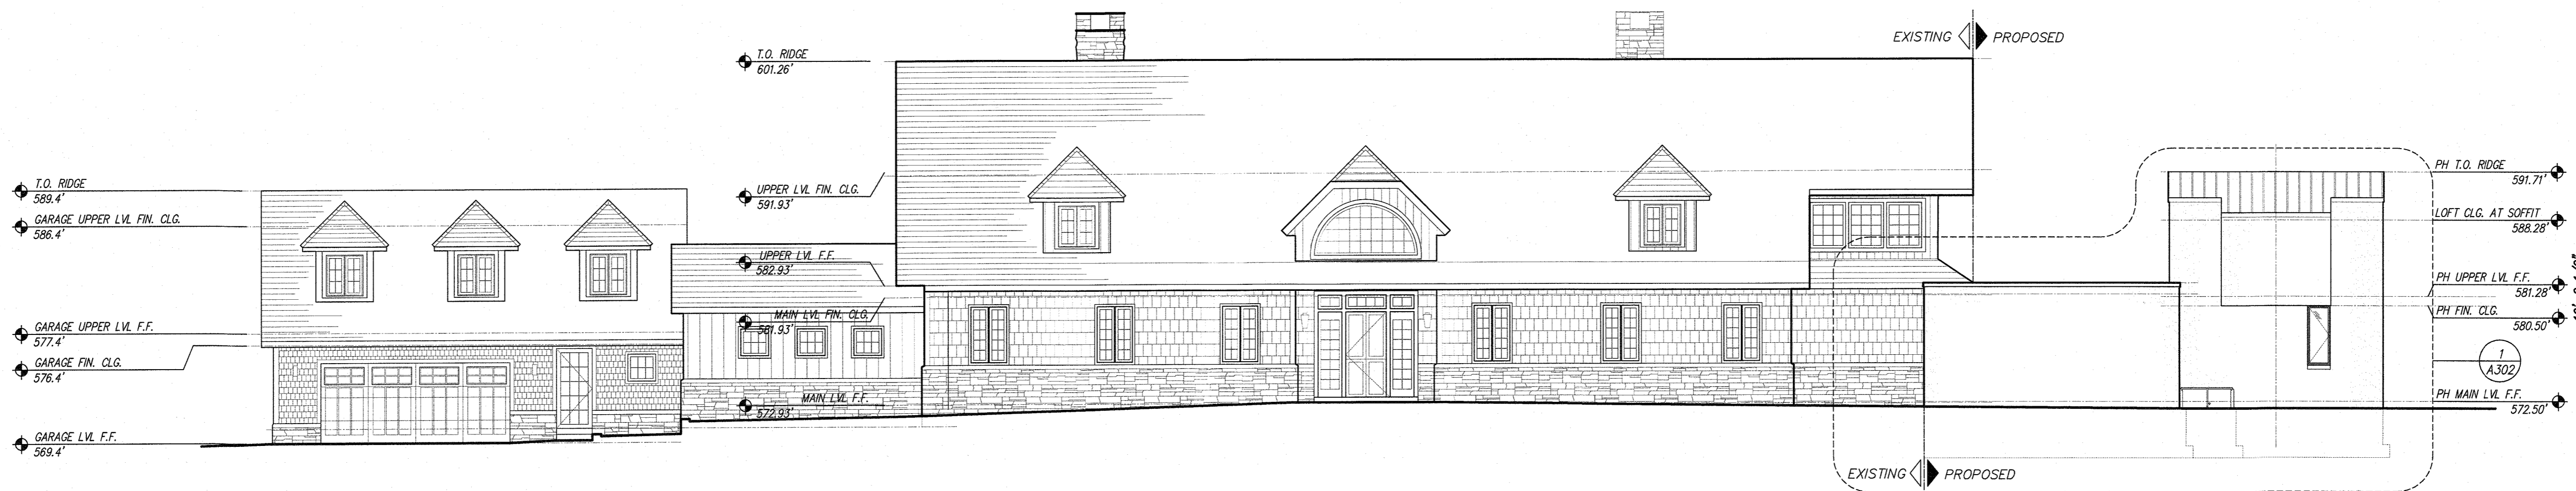 T.O. RIDGE
601.26'
EXISTING PROPOSED
T.O. RIDGE
589.4'
GARAGE UPPER LVL FIN. CLG.
586.4'
GARAGE UPPER LVL F.F.
577.4'
GARAGE FIN. CLG.
576.4'
GARAGE LVL F.F.
569.4'
UPPER LVL FIN. CLG.
591.93'
UPPER LVL F.F.
582.93'
MAIN LVL FIN. CLG.
581.93'
MAIN LVL F.F.
572.93'
PH T.O. RIDGE
591.71'
LOFT CLG. AT SOFFIT
588.28'
PH UPPER LVL F.F.
581.28'
PH FIN. CLG.
580.50'
1
A302
PH MAIN LVL F.F.
572.50'
EXISTING PROPOSED